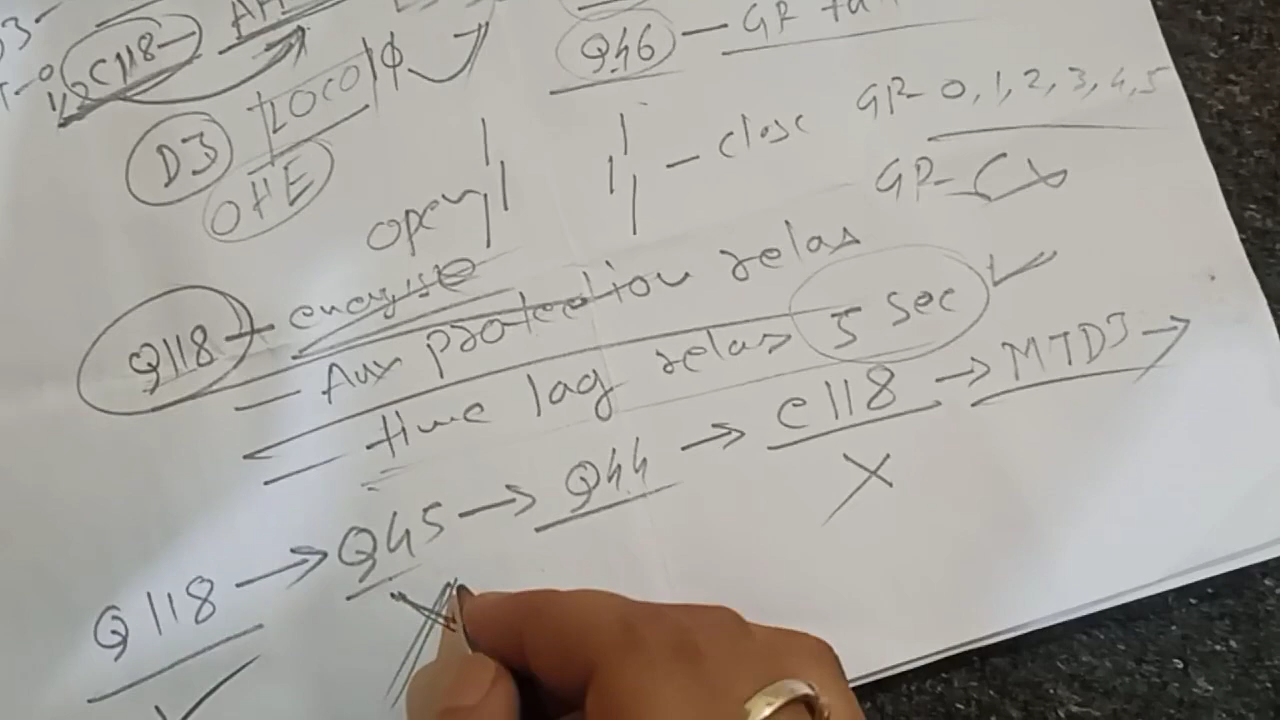 C118-
Q46 - GR
D3 LOCO
OHE
open
- close
GR- 0, 1, 2, 3, 4, 5
GR-
Q118 - energise
- Aux protection relay
- time lag relay 5 sec ✓
Q118 → Q45 → Q44 → C118 → MTDJ →